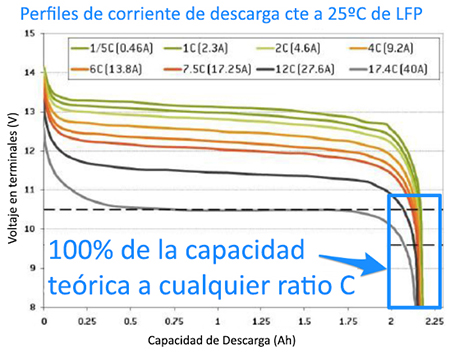 Perfiles de corriente de descarga cte a 25ºC de LFP
1/5C(0.46A) 1C(2.3A) 2C(4.6A) 4C(9.2A)
6C(13.8A) 7.5C(17.25A) 12C(27.6A) 17.4C(40A)
Voltaje en terminales (V)
14
13
12
11
10
9
8
100% de la capacidad
teórica a cualquier ratio C
0 0.25 0.5 0.75 1 1.25 1.5 1.75 2 2.25
Capacidad de Descarga (Ah)